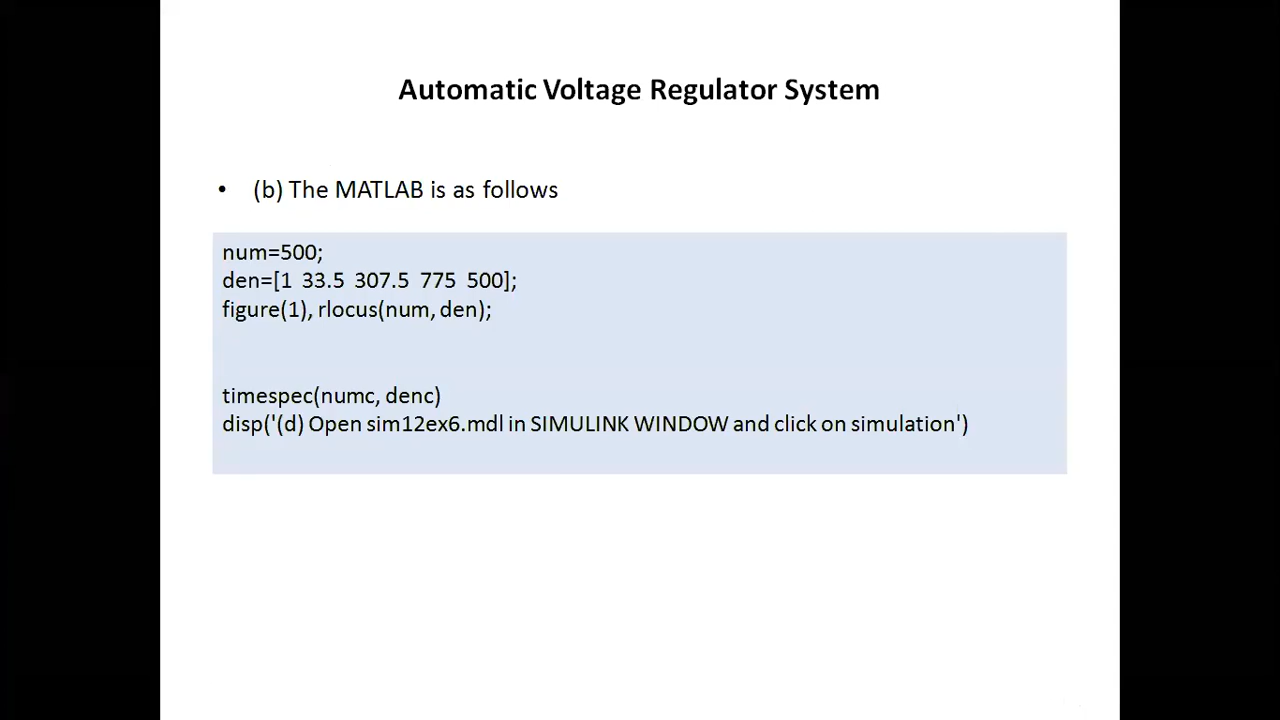 Automatic Voltage Regulator System
• (b) The MATLAB is as follows
num=500;
den=[1 33.5 307.5 775 500];
figure(1), rlocus(num, den);
timespec(numc, denc)
disp('(d) Open sim12ex6.mdl in SIMULINK WINDOW and click on simulation')